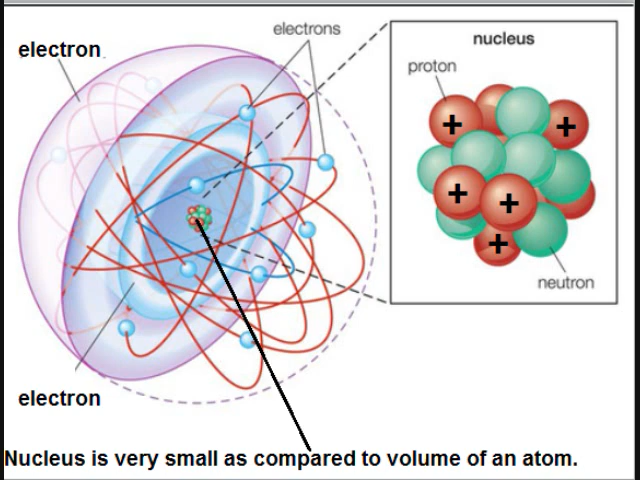 electrons
electron
nucleus
proton
+
+
+
+
+
neutron
electron
Nucleus is very small as compared to volume of an atom.